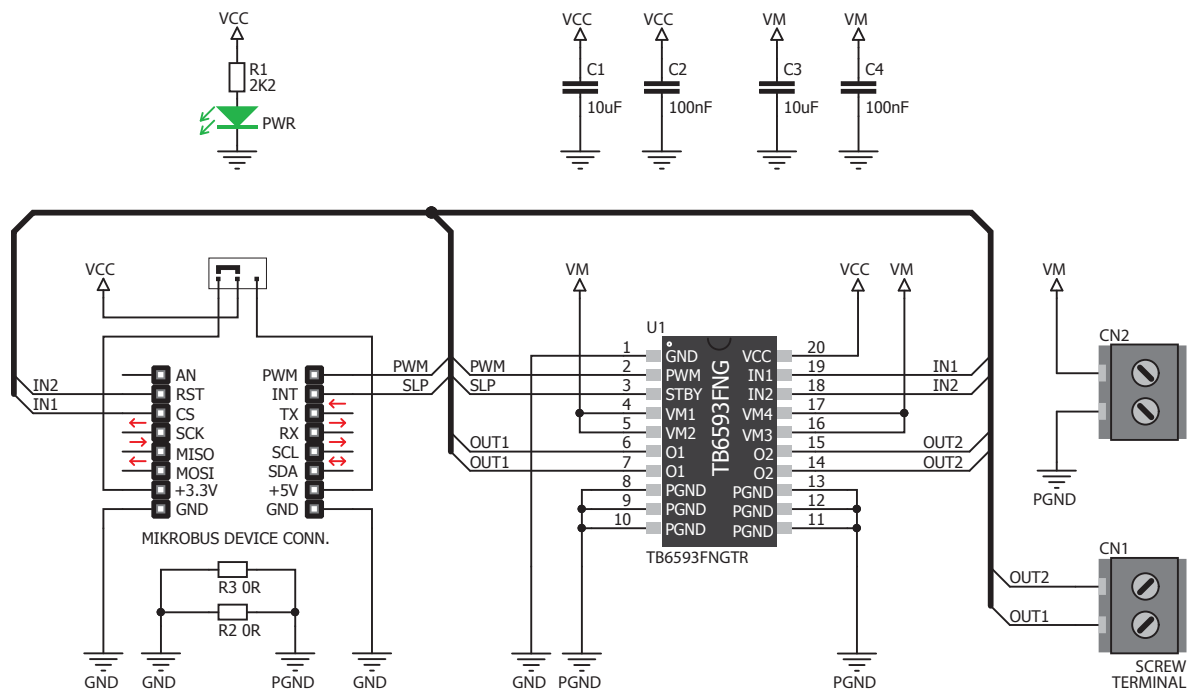 VCC
R1
2K2
PWR
VCC
C1
10uF
VCC
C2
100nF
VM
C3
10uF
VM
C4
100nF
VCC
IN2
IN1
AN
RST
CS
SCK
MISO
MOSI
+3.3V
GND
PWM
INT
TX
RX
SCL
SDA
+5V
GND
MIKROBUS DEVICE CONN.
R3 0R
R2 0R
GND
GND
PGND
GND
PWM
SLP
PWM
SLP
OUT1
OUT1
VM
U1
1
2
3
4
5
6
7
8
9
10
GND
PWM
STBY
VM1
VM2
O1
O1
PGND
PGND
PGND
TB6593FNG
VCC
IN1
IN2
VM4
VM3
O2
O2
PGND
PGND
PGND
20
19
18
17
16
15
14
13
12
11
TB6593FNGTR
VCC
VM
IN1
IN2
OUT2
OUT2
GND
PGND
PGND
VM
CN2
PGND
CN1
OUT2
OUT1
SCREW
TERMINAL